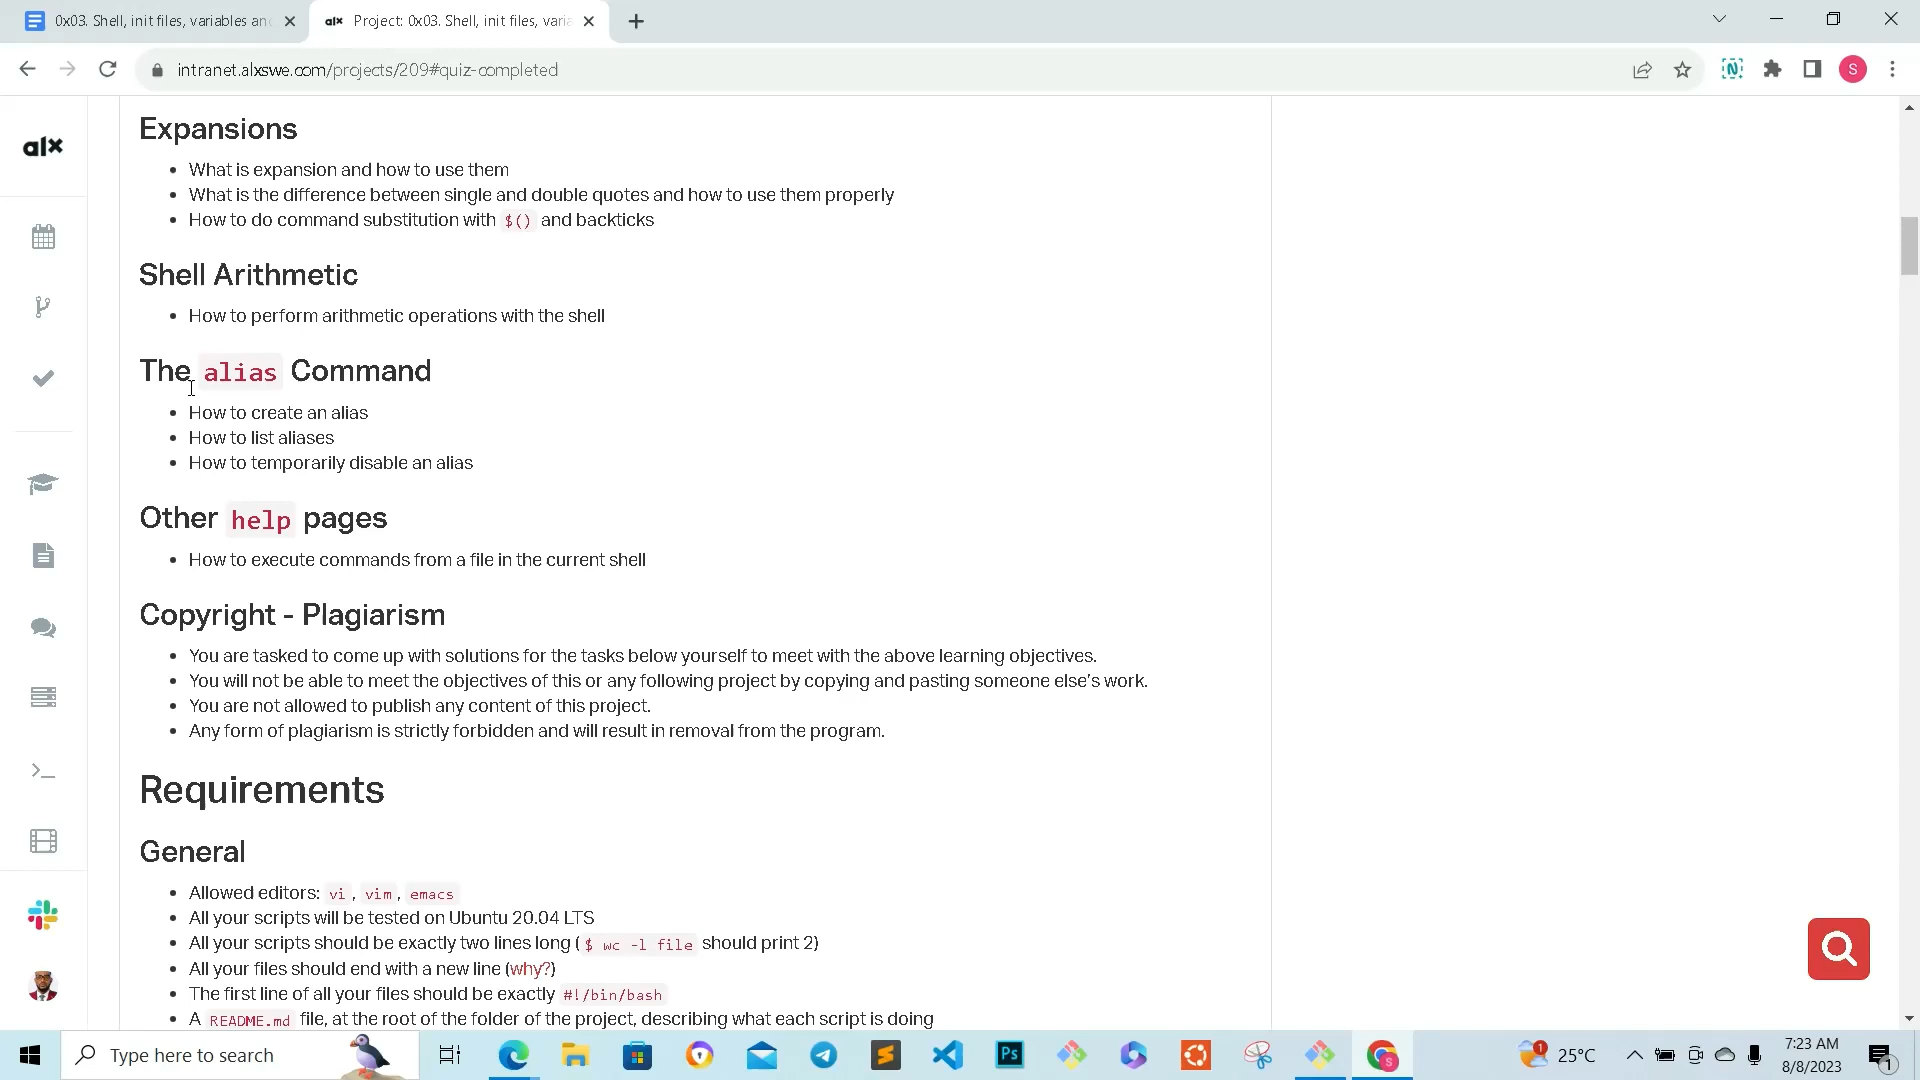 0x03. Shell, init files, variables an
alx Project: 0x03. Shell, init files, varia
intranet.alxswe.com/projects/209#quiz-completed
S
alx
Expansions
What is expansion and how to use them
What is the difference between single and double quotes and how to use them properly
How to do command substitution with $() and backticks
Shell Arithmetic
How to perform arithmetic operations with the shell
The alias Command
How to create an alias
How to list aliases
How to temporarily disable an alias
Other help pages
How to execute commands from a file in the current shell
Copyright - Plagiarism
You are tasked to come up with solutions for the tasks below yourself to meet with the above learning objectives.
You will not be able to meet the objectives of this or any following project by copying and pasting someone else's work.
You are not allowed to publish any content of this project.
Any form of plagiarism is strictly forbidden and will result in removal from the program.
Requirements
General
Allowed editors: vi, vim, emacs
All your scripts will be tested on Ubuntu 20.04 LTS
All your scripts should be exactly two lines long ($ wc -l file should print 2)
All your files should end with a new line (why?)
The first line of all your files should be exactly #!/bin/bash
A README.md file, at the root of the folder of the project, describing what each script is doing
Type here to search
Ps
S
1
25°C
7:23 AM
8/8/2023
1